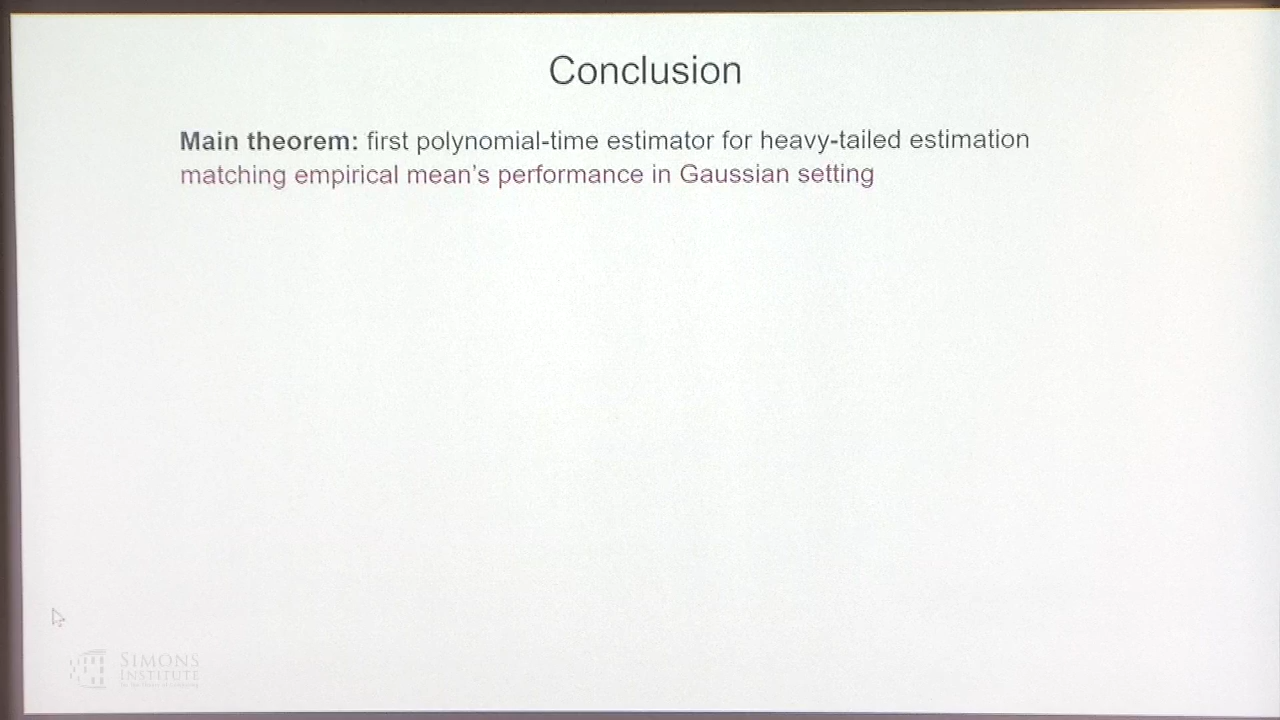 Conclusion
Main theorem: first polynomial-time estimator for heavy-tailed estimation
matching empirical mean's performance in Gaussian setting
SIMONS
INSTITUTE